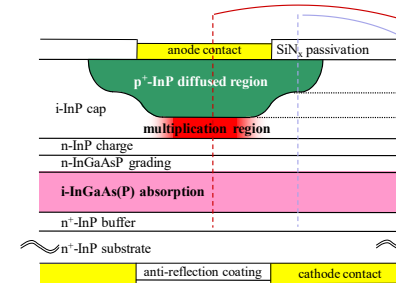 anode contact
SiNx passivation
p+-InP diffused region
i-InP cap
multiplication region
n-InP charge
n-InGaAsP grading
i-InGaAs(P) absorption
n+-InP buffer
n+-InP substrate
anti-reflection coating
cathode contact